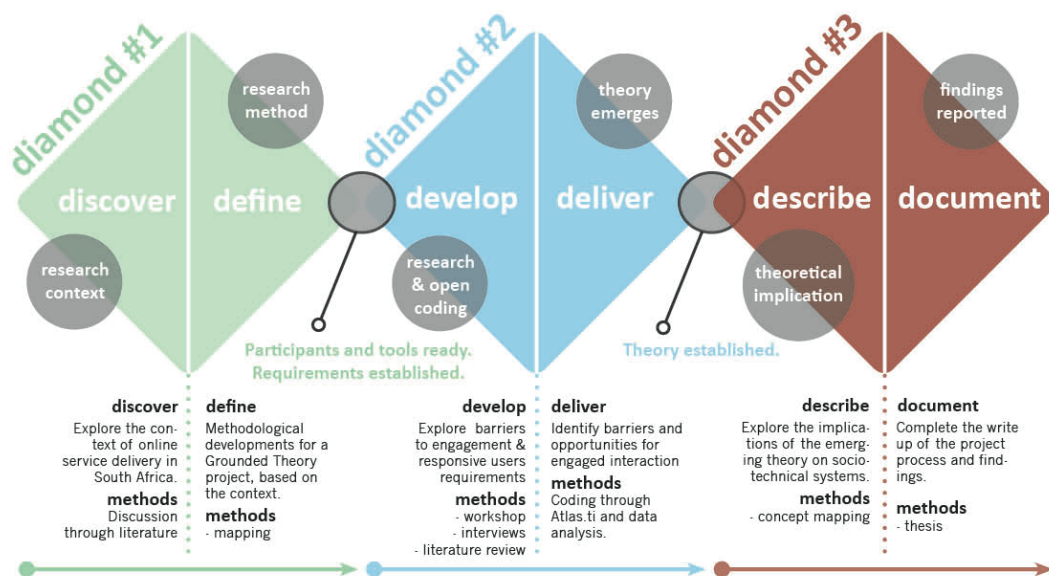 diamond #1
research
method
discover
define
research
context
diamond #2
theory
emerges
develop
deliver
research
& open
coding
diamond #3
findings
reported
describe
document
theoretical
implication
Participants and tools ready.
Requirements established.
Theory established.
discover
Explore the con-
text of online
service delivery in
South Africa.
methods
Discussion
through literature
define
Methodological
developments for a
Grounded Theory
project, based on
the context.
methods
- mapping
develop
Explore barriers
to engagement &
responsive users
requirements
methods
- workshop
- interviews
- literature review
deliver
Identify barriers and
opportunities for
engaged interaction
methods
Coding through
Atlas.ti and data
analysis.
describe
Explore the implica-
tions of the emerg-
ing theory on socio-
technical systems.
methods
- concept mapping
document
Complete the write
up of the project
process and find-
ings.
methods
- thesis